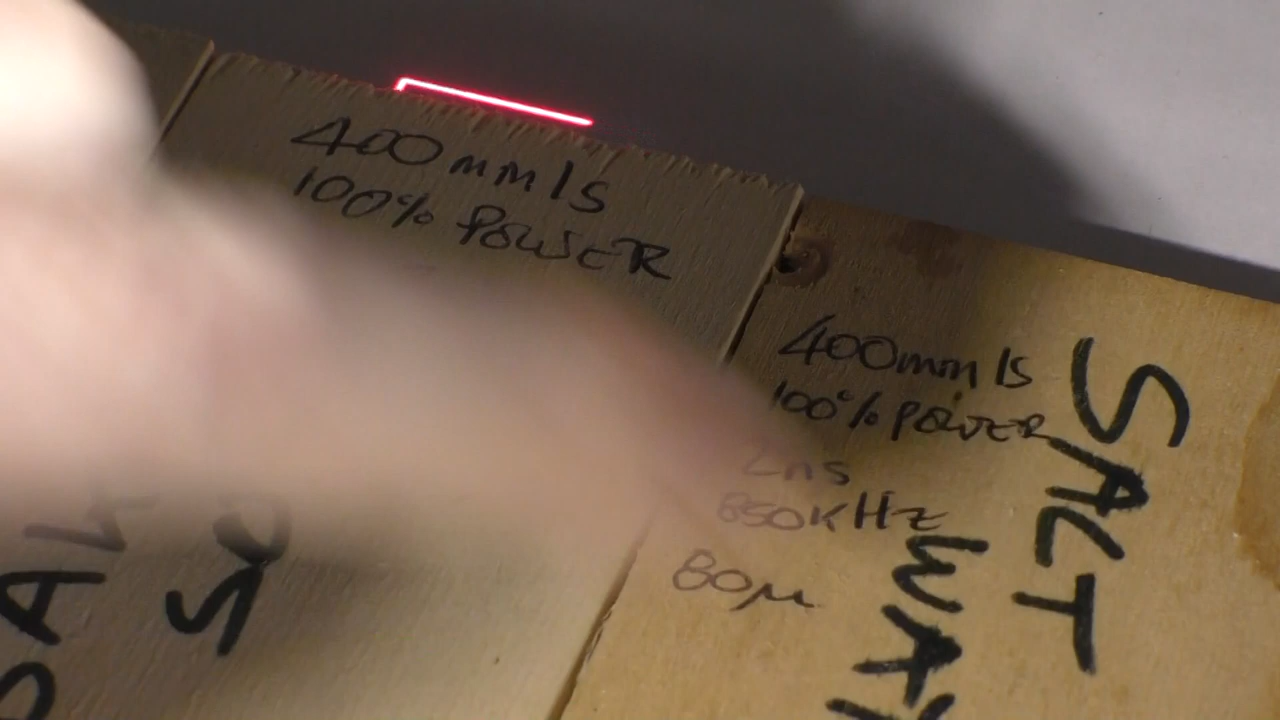 400mm/s
100% POWER
400mm/s
100% POWER
2ns
850KHz
80μ
SALT